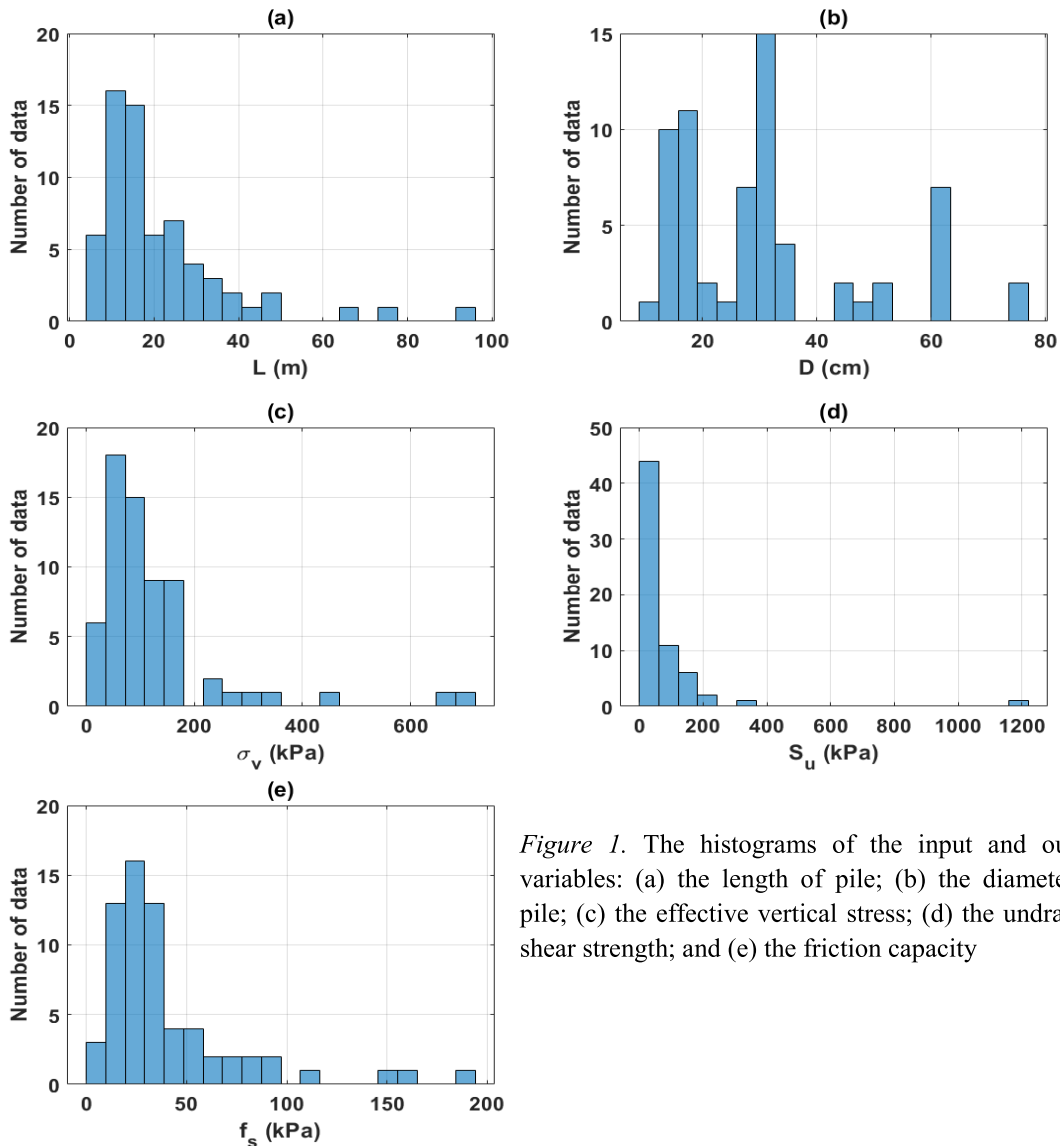 (a)
20
15
10
5
0
Number of data
0 20 40 60 80 100
L (m)
(b)
15
10
5
0
Number of data
20 40 60 80
D (cm)
(c)
20
15
10
5
0
Number of data
0 200 400 600
σv (kPa)
(d)
50
40
30
20
10
0
Number of data
0 200 400 600 800 1000 1200
Su (kPa)
(e)
20
15
10
5
0
Number of data
0 50 100 150 200
fs (kPa)
Figure 1. The histograms of the input and ou
variables: (a) the length of pile; (b) the diamete
pile; (c) the effective vertical stress; (d) the undra
shear strength; and (e) the friction capacity